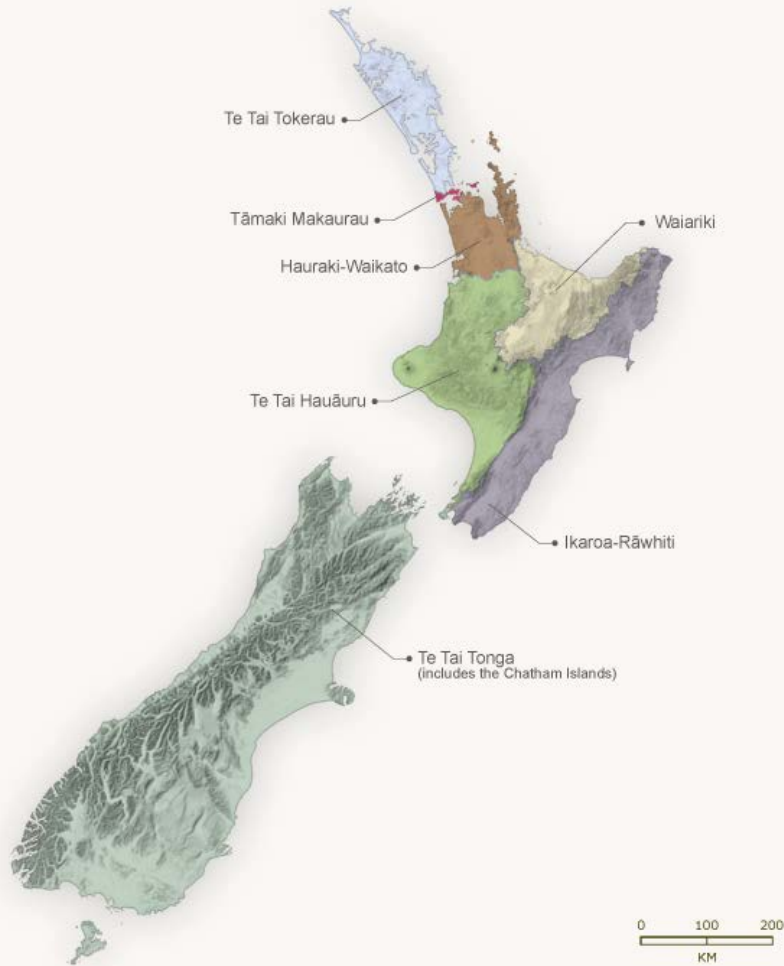 Te Tai Tokerau
Tāmaki Makaurau
Waiariki
Hauraki-Waikato
Te Tai Hauāuru
Ikaroa-Rāwhiti
Te Tai Tonga
(includes the Chatham Islands)
0 100 200
KM